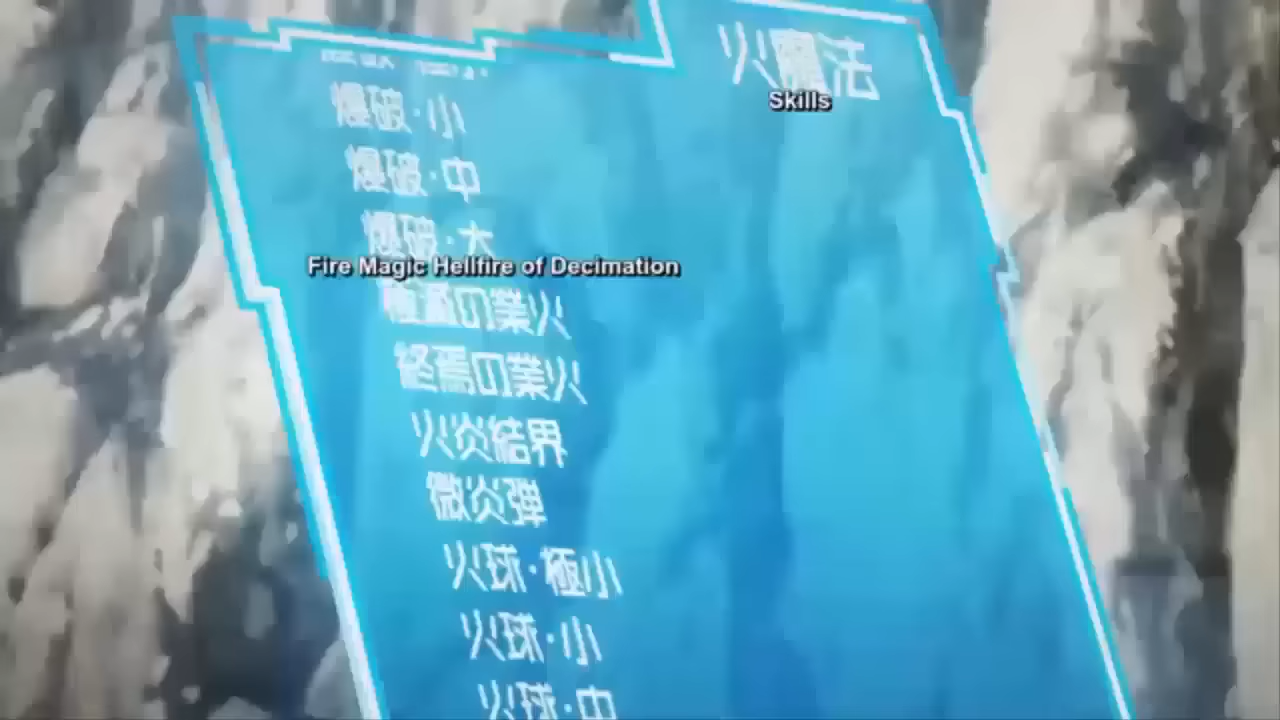 火魔法
Skills
爆破・小
爆破・中
爆破・大
Fire Magic Hellfire of Decimation
の業火
終焉の業火
火炎結界
微炎弾
火球・極小
火球・小
火球・中